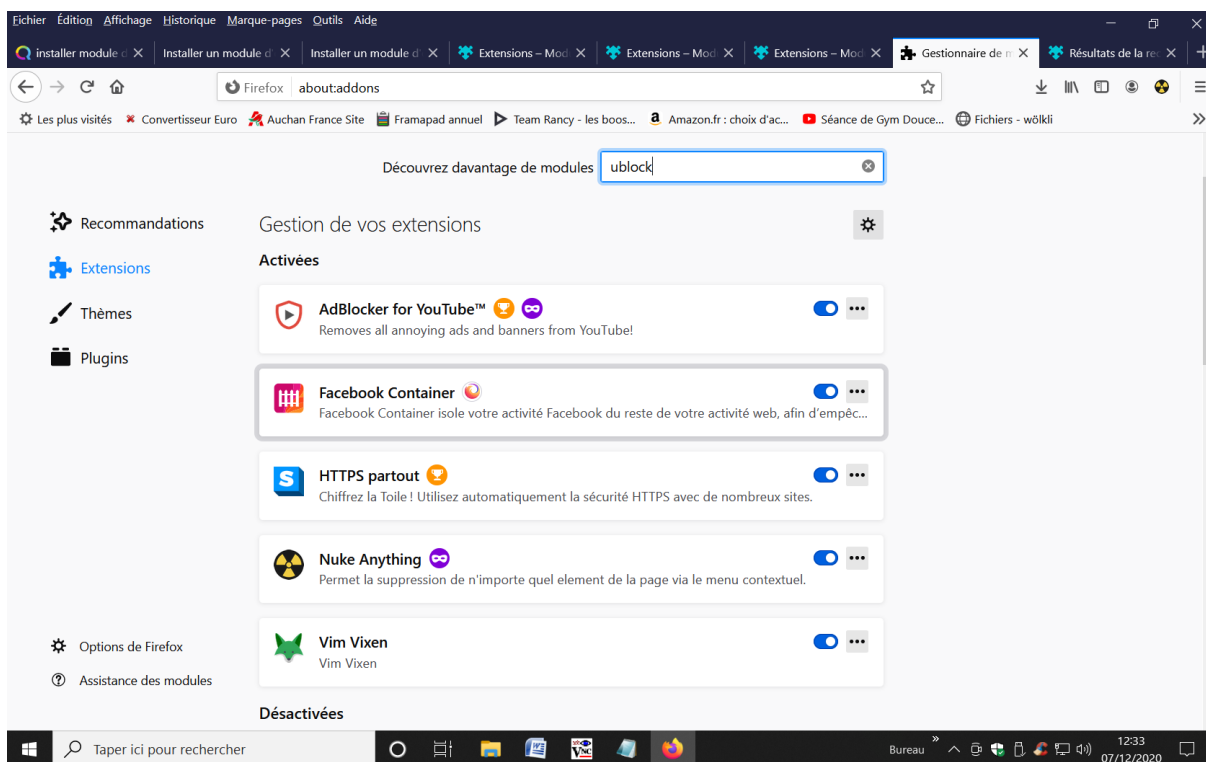 Fichier Édition Affichage Historique Marque-pages Outils Aide
installer module d Installer un module d' Installer un module d' Extensions – Mod Extensions – Mod Extensions – Mod Gestionnaire de m Résultats de la rec
Firefox about:addons
Les plus visités Convertisseur Euro Auchan France Site Framapad annuel Team Rancy - les boos... Amazon.fr : choix d'ac... Séance de Gym Douce... Fichiers - wölkli
Découvrez davantage de modules ublock
Recommandations
Extensions
Thèmes
Plugins
Options de Firefox
Assistance des modules
Gestion de vos extensions
Activées
AdBlocker for YouTube™
Removes all annoying ads and banners from YouTube!
Facebook Container
Facebook Container isole votre activité Facebook du reste de votre activité web, afin d'empêc...
HTTPS partout
Chiffrez la Toile ! Utilisez automatiquement la sécurité HTTPS avec de nombreux sites.
Nuke Anything
Permet la suppression de n'importe quel element de la page via le menu contextuel.
Vim Vixen
Vim Vixen
Désactivées
Taper ici pour rechercher
Bureau
12:33
07/12/2020